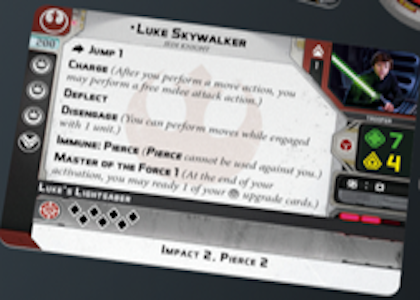 •Luke Skywalker
Jedi Knight
200
Jump 1
1
Charge (After you perform a move action, you
may perform a free melee attack action.)
Deflect
Disengage (You can perform moves while engaged
with 1 unit.)
Immune: Pierce (Pierce cannot be used against you.)
Master of the Force 1 (At the end of your
activation, you may ready 1 of your upgrade cards.)
Trooper
7
4
Luke's Lightsaber
Impact 2, Pierce 2